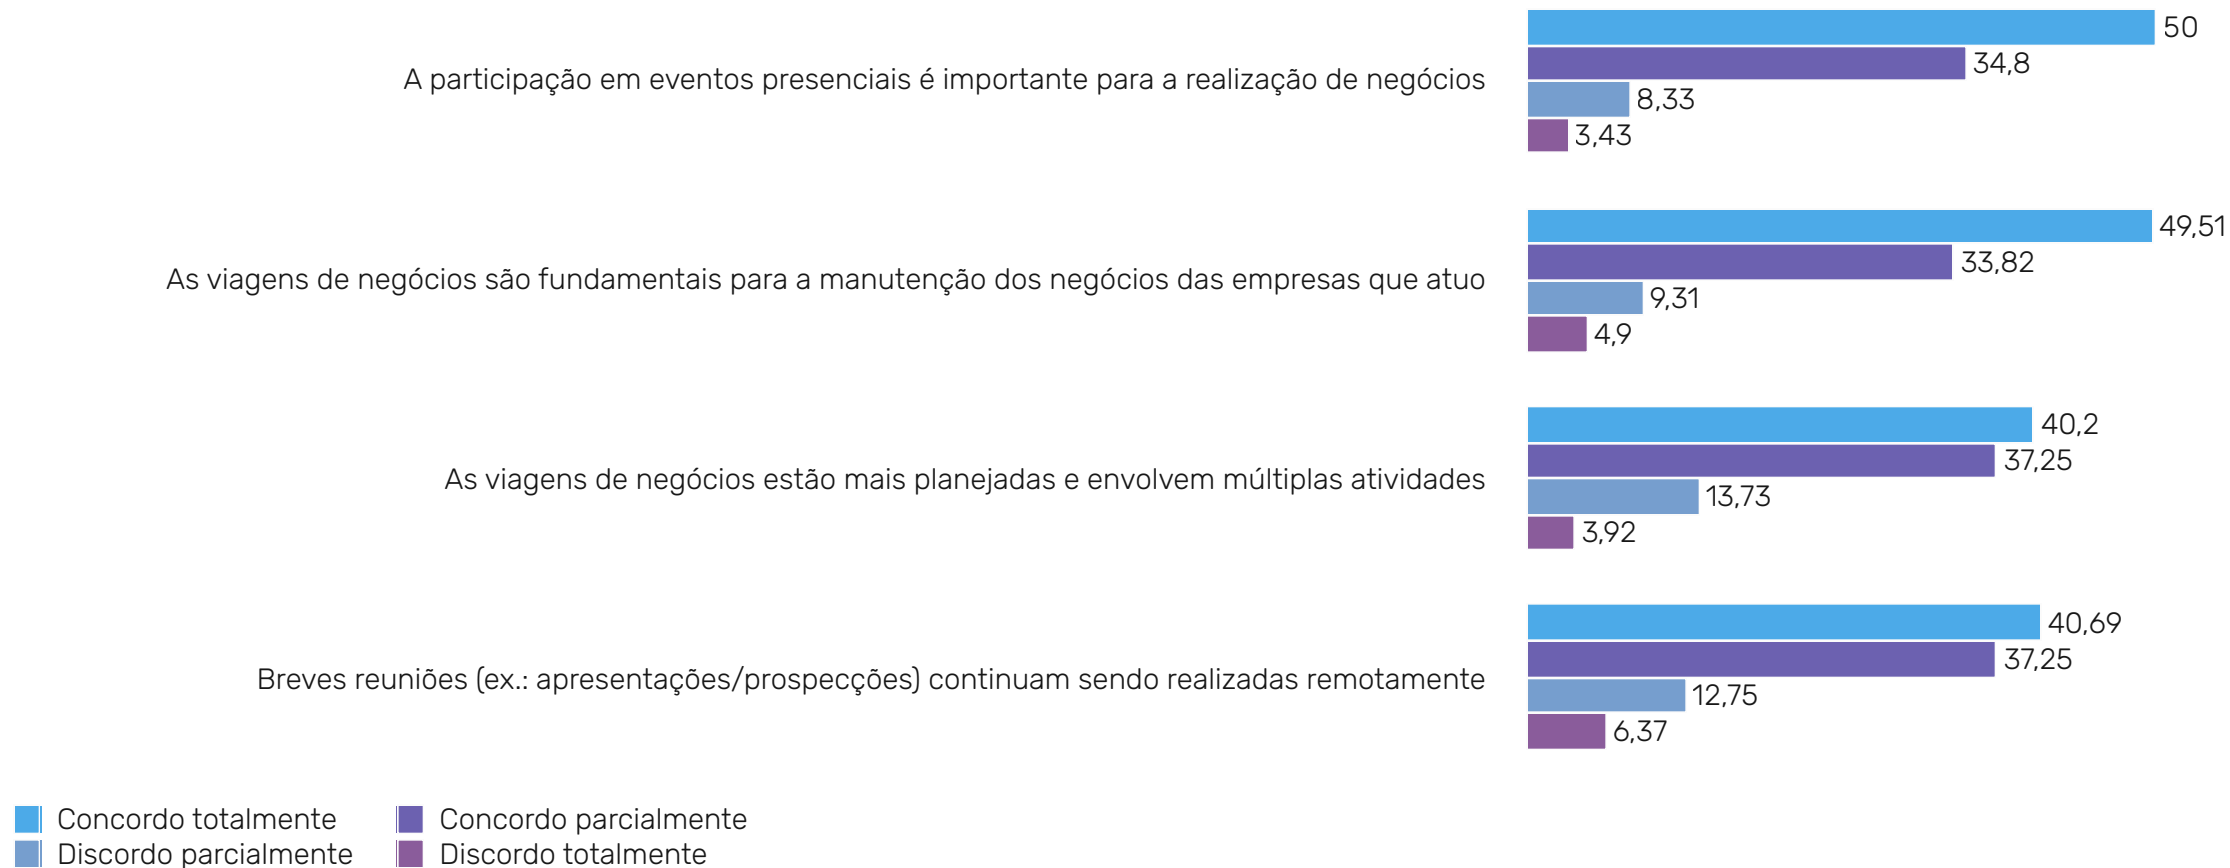 50
34,8
A participação em eventos presenciais é importante para a realização de negócios
8,33
3,43
49,51
33,82
As viagens de negócios são fundamentais para a manutenção dos negócios das empresas que atuo
9,31
4,9
40,2
37,25
As viagens de negócios estão mais planejadas e envolvem múltiplas atividades
13,73
3,92
40,69
37,25
Breves reuniões (ex.: apresentações/prospecções) continuam sendo realizadas remotamente
12,75
6,37
Concordo totalmente Concordo parcialmente
Discordo parcialmente Discordo totalmente